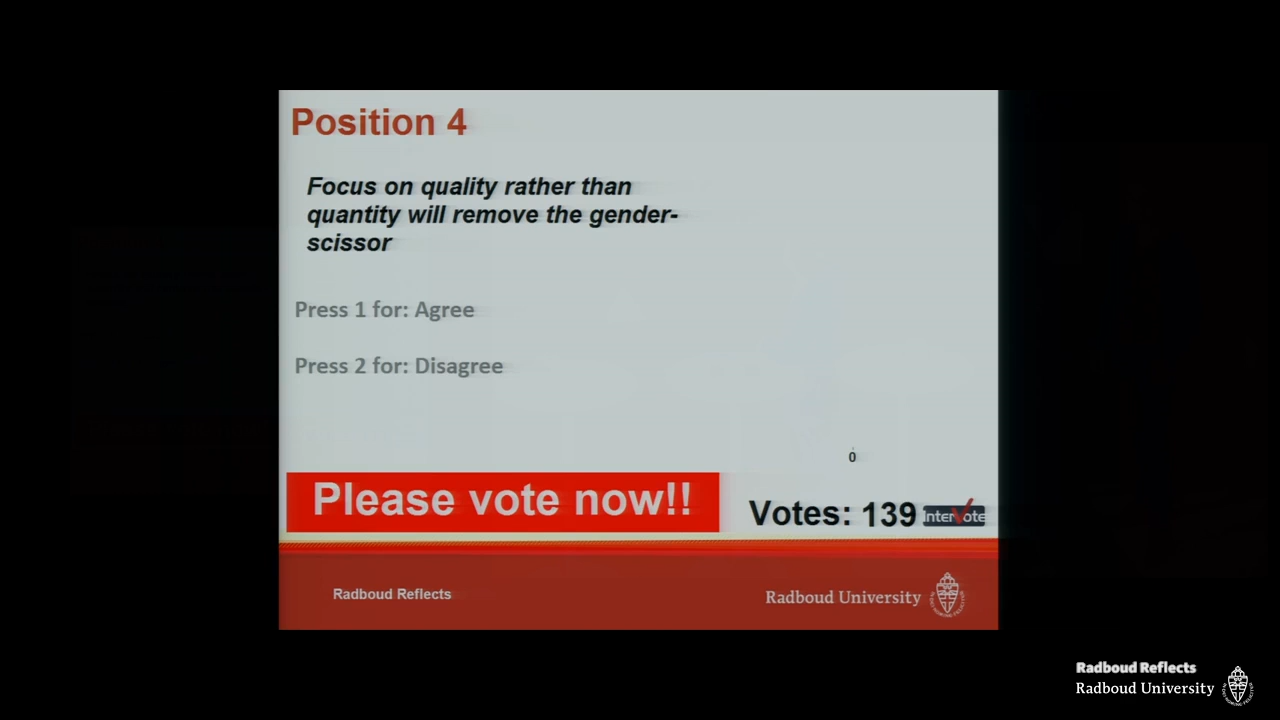 Position 4
Focus on quality rather than
quantity will remove the gender-
scissor
Press 1 for: Agree
Press 2 for: Disagree
0
Please vote now!!
Votes: 139
InterVote
Radboud Reflects
Radboud University
Radboud Reflects
Radboud University